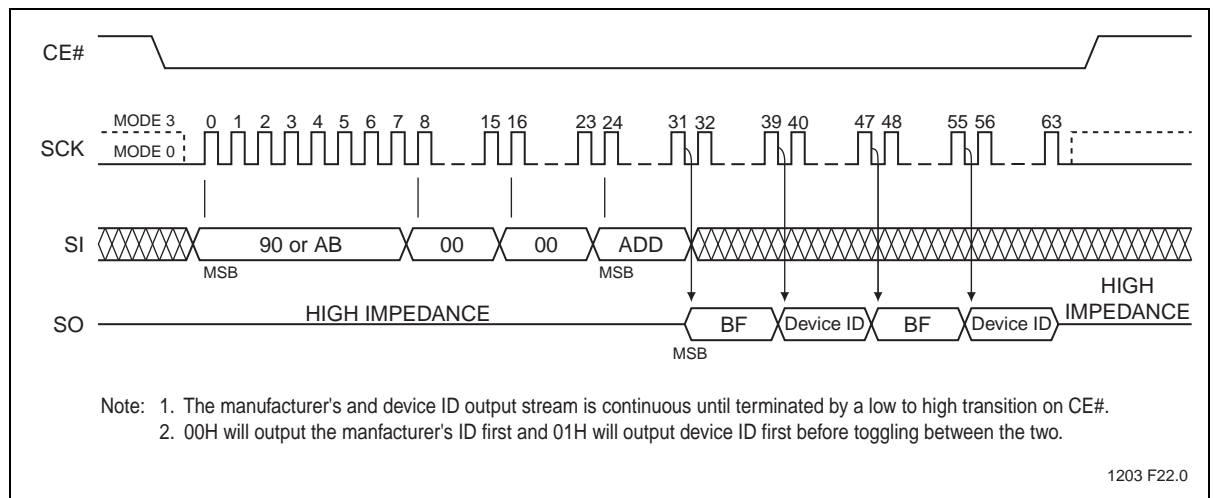 CE#
MODE 3 0 1 2 3 4 5 6 7 8 15 16 23 24 31 32 39 40 47 48 55 56 63
SCK MODE 0
SI 90 or AB 00 00 ADD
MSB MSB
HIGH
SO HIGH IMPEDANCE BF Device ID BF Device ID IMPEDANCE
MSB
Note: 1. The manufacturer's and device ID output stream is continuous until terminated by a low to high transition on CE#.
2. 00H will output the manfacturer's ID first and 01H will output device ID first before toggling between the two.
1203 F22.0